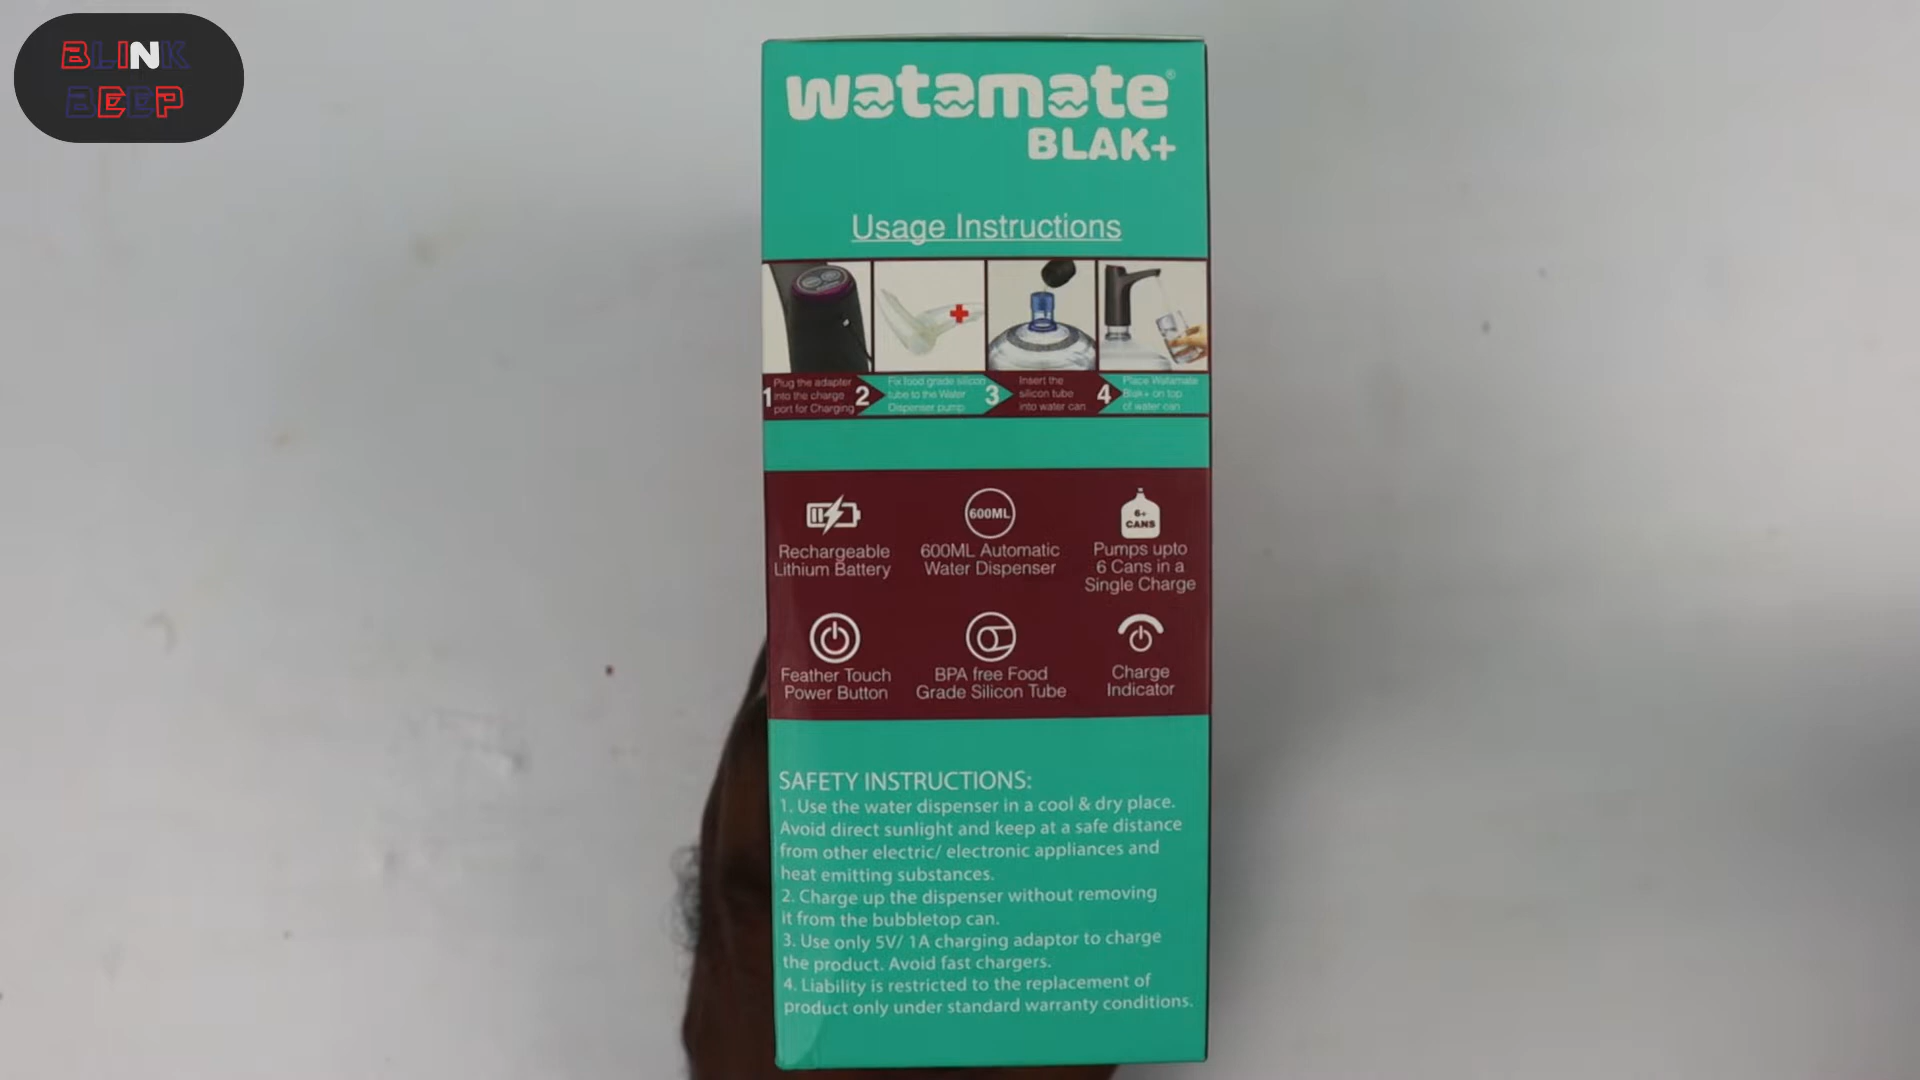 BLINK
BEEP
watamate®
BLAK+
Usage Instructions
1 Plug the adapter
into the charge
port for Charging
2 Fix food grade silicon
tube to the Water
Dispenser pump
3 Insert the
silicon tube
into water can
4 Place Watamate
Blak+ on top
of water can
600ML
6+
CANS
Rechargeable
Lithium Battery
600ML Automatic
Water Dispenser
Pumps upto
6 Cans in a
Single Charge
Feather Touch
Power Button
BPA free Food
Grade Silicon Tube
Charge
Indicator
SAFETY INSTRUCTIONS:
1. Use the water dispenser in a cool & dry place.
Avoid direct sunlight and keep at a safe distance
from other electric/ electronic appliances and
heat emitting substances.
2. Charge up the dispenser without removing
it from the bubbletop can.
3. Use only 5V/ 1A charging adaptor to charge
the product. Avoid fast chargers.
4. Liability is restricted to the replacement of
product only under standard warranty conditions.